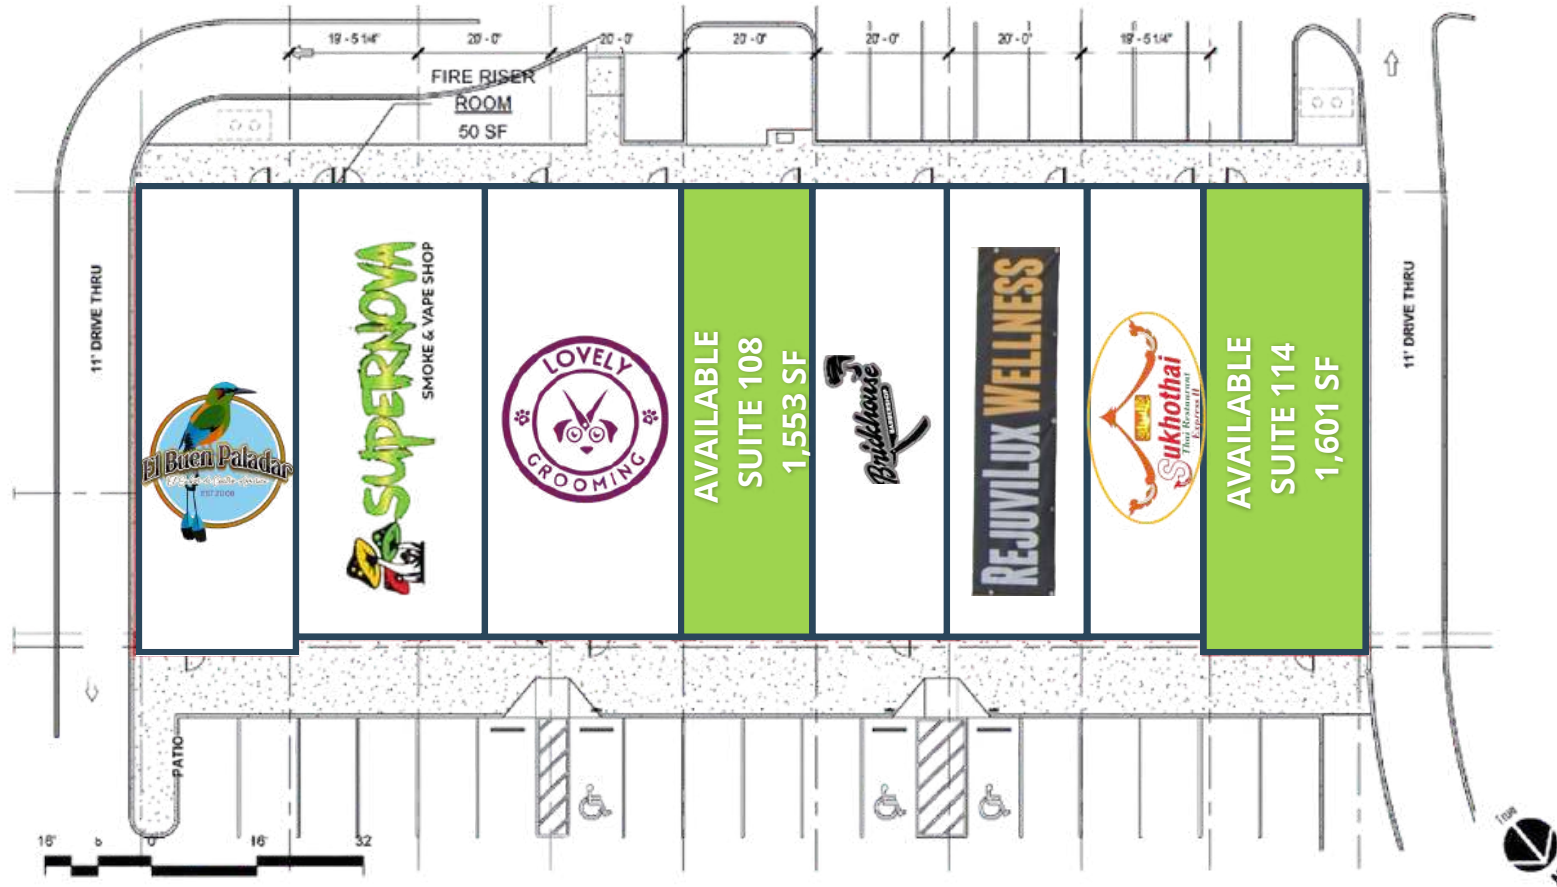 19' - 5 1/4"
20' - 0"
20' - 0"
20' - 0"
20' - 0"
20' - 0"
19' - 5 1/4"
FIRE RISER
ROOM
50 SF
11' DRIVE THRU
El Buen Paladar
EST 2008
SUPERNOVA
SMOKE & VAPE SHOP
LOVELY
GROOMING
AVAILABLE
SUITE 108
1,553 SF
Brickhouse
BARBERSHOP
REJUVILUX WELLNESS
Sukhothai
Thai Restaurant
Express II
AVAILABLE
SUITE 114
1,601 SF
11' DRIVE THRU
PATIO
16'
0'
16'
32
True